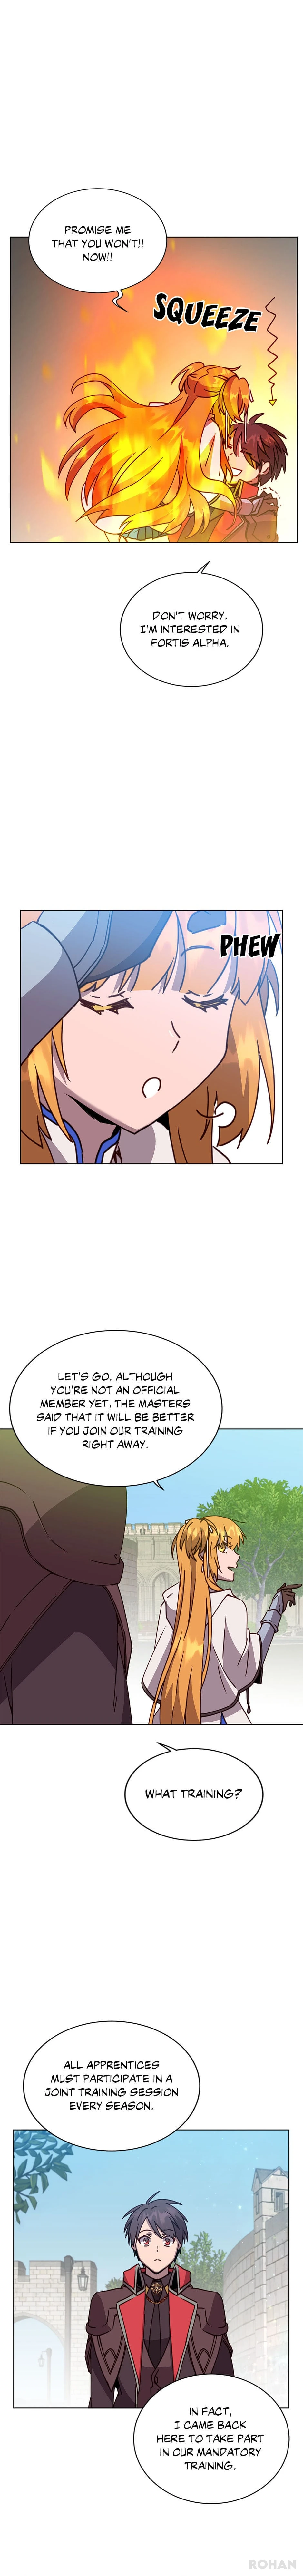 PROMISE ME
THAT YOU WON'T!!
NOW!!
SQUEEZE
DON'T WORRY.
I'M INTERESTED IN
FORTIS ALPHA.
PHEW
LET'S GO. ALTHOUGH
YOU'RE NOT AN OFFICIAL
MEMBER YET, THE MASTERS
SAID THAT IT WILL BE BETTER
IF YOU JOIN OUR TRAINING
RIGHT AWAY.
WHAT TRAINING?
ALL APPRENTICES
MUST PARTICIPATE IN A
JOINT TRAINING SESSION
EVERY SEASON.
IN FACT,
I CAME BACK
HERE TO TAKE PART
IN OUR MANDATORY
TRAINING.
ROHAN